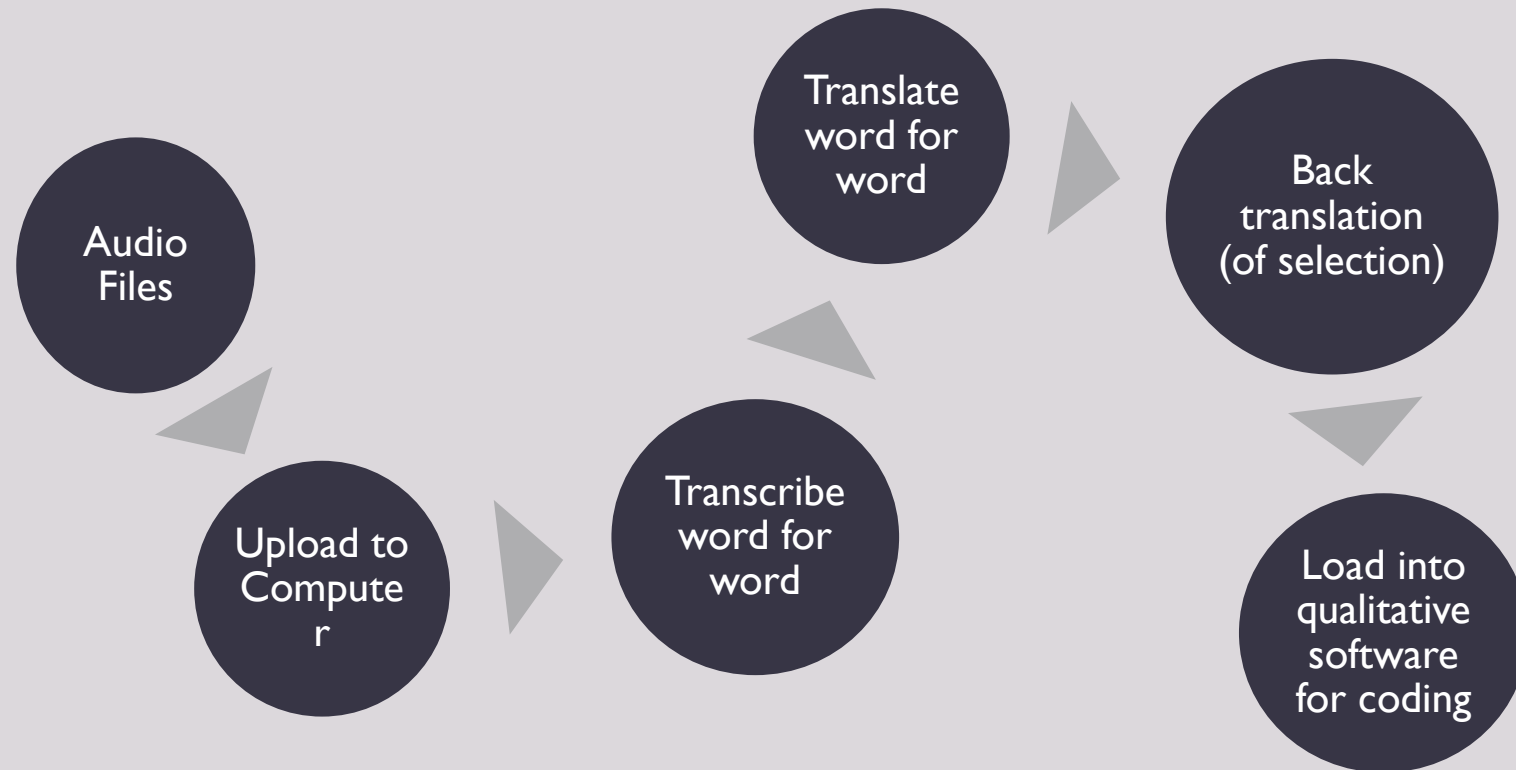 Audio
Files
Upload to
Compute
r
Transcribe
word for
word
Translate
word for
word
Back
translation
(of selection)
Load into
qualitative
software
for coding